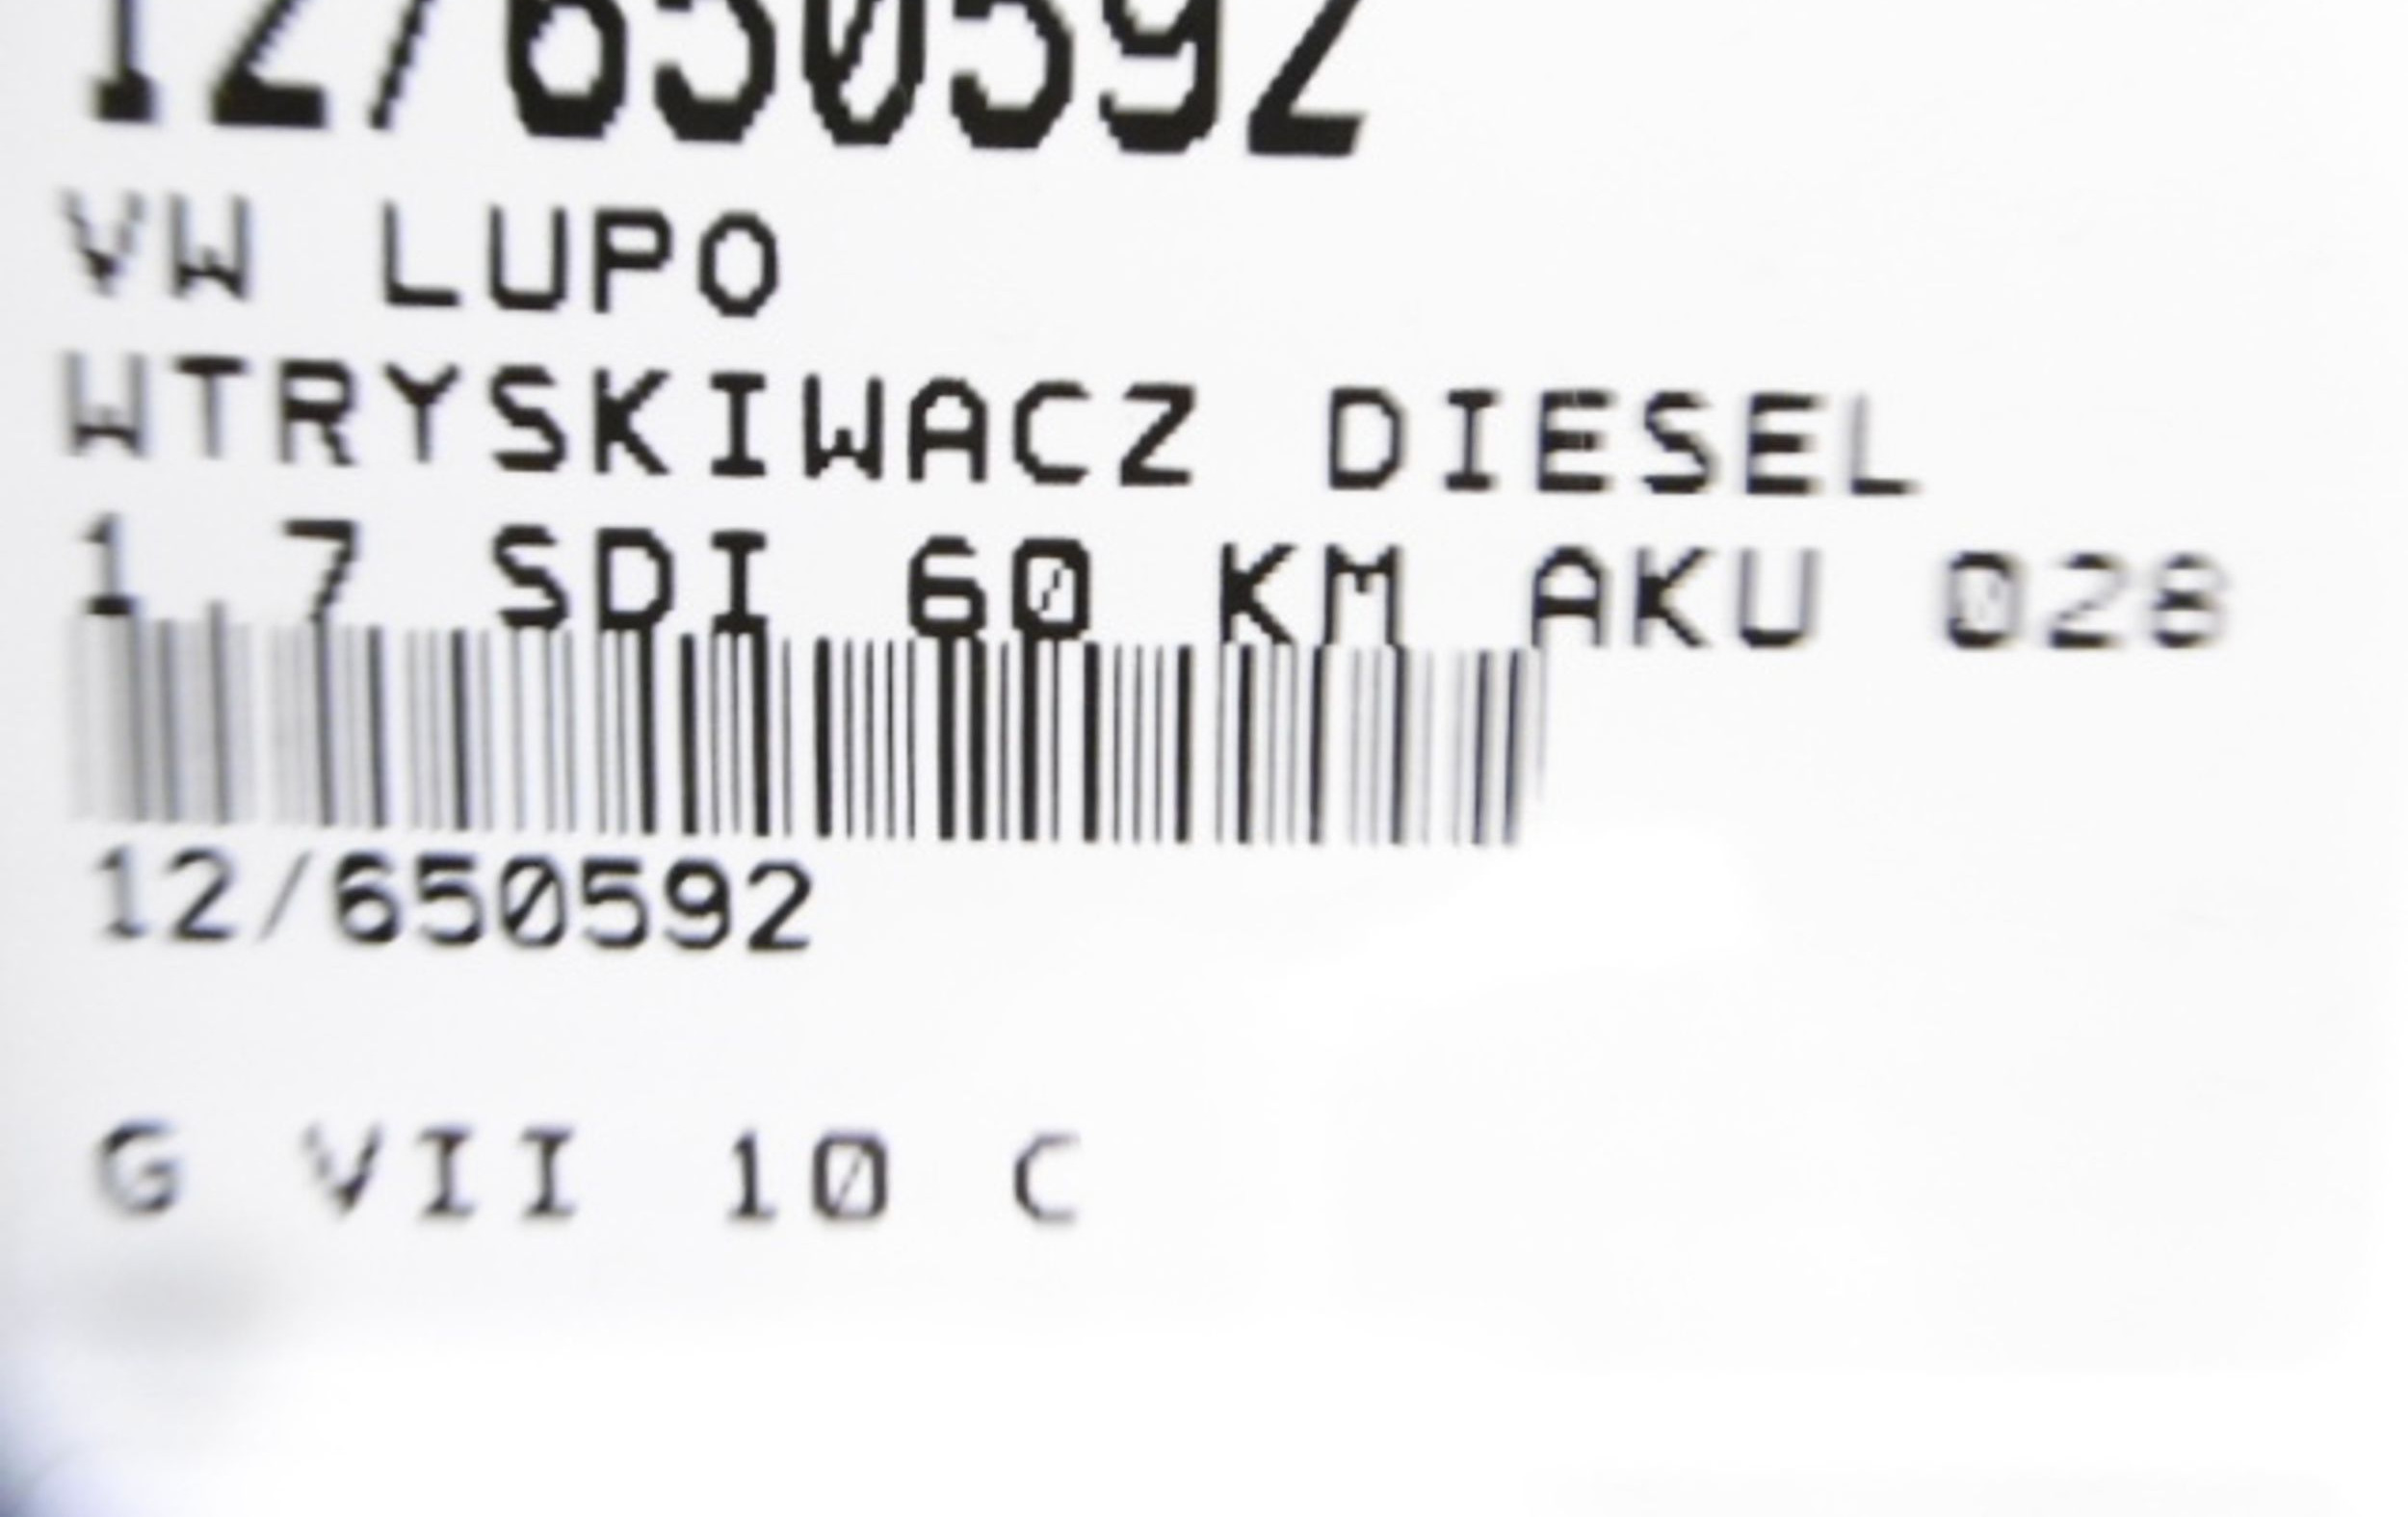 12/650592
VW LUPO
WTRYSKIWACZ DIESEL
1 7 SDI 60 KM AKU 028
12/650592
G VII 10 C